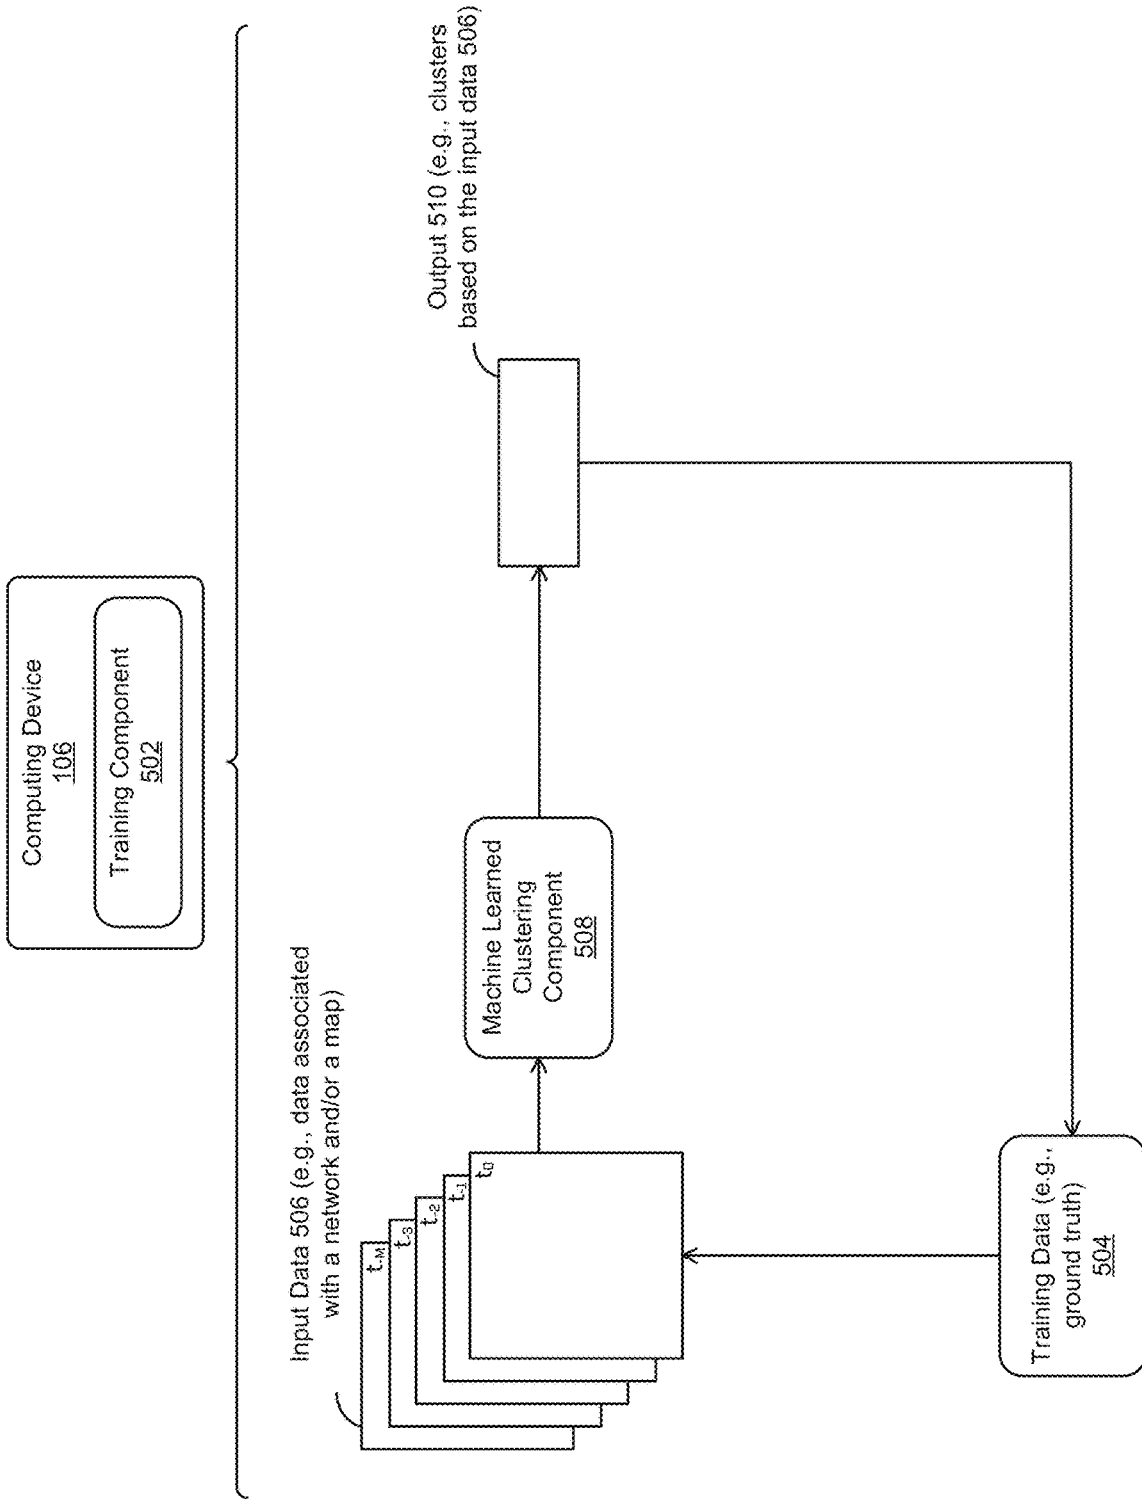 Computing Device
106
Training Component
502
Input Data 506 (e.g., data associated
with a network and/or a map)
t-M
t-3
t-2
t-1
t0
Machine Learned
Clustering
Component
508
Output 510 (e.g., clusters
based on the input data 506)
Training Data (e.g.,
ground truth)
504